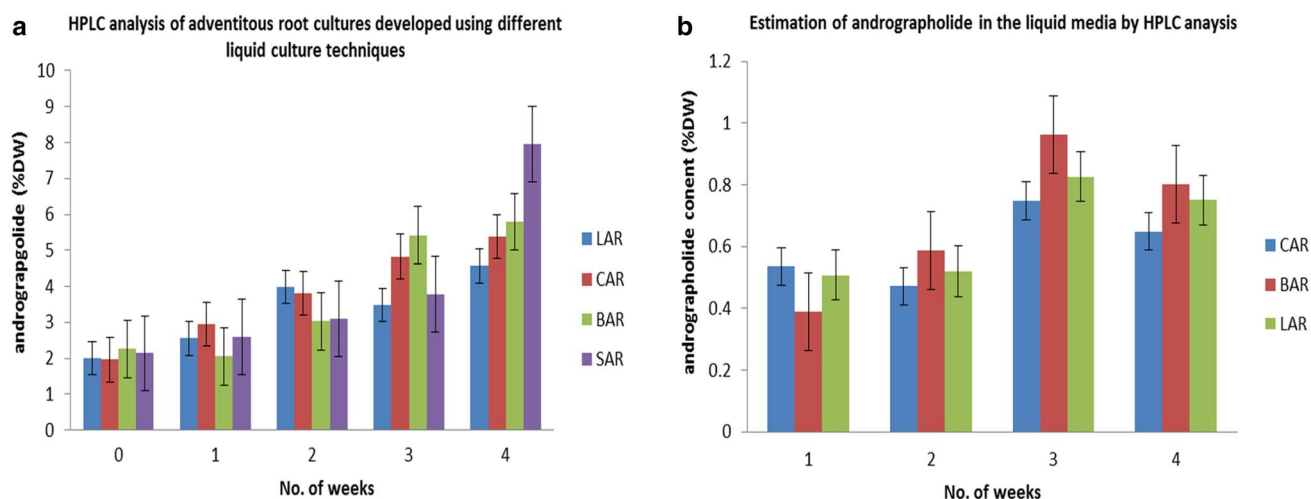 a
HPLC analysis of adventitous root cultures developed using different
liquid culture techniques
10
9
8
7
6
5
4
3
2
1
0
andrograpgolide (%DW)
0 1 2 3 4
No. of weeks
LAR
CAR
BAR
SAR
b
Estimation of andrographolide in the liquid media by HPLC anaysis
1.2
1
0.8
0.6
0.4
0.2
0
andrographolide conent (%DW)
1 2 3 4
No. of weeks
CAR
BAR
LAR